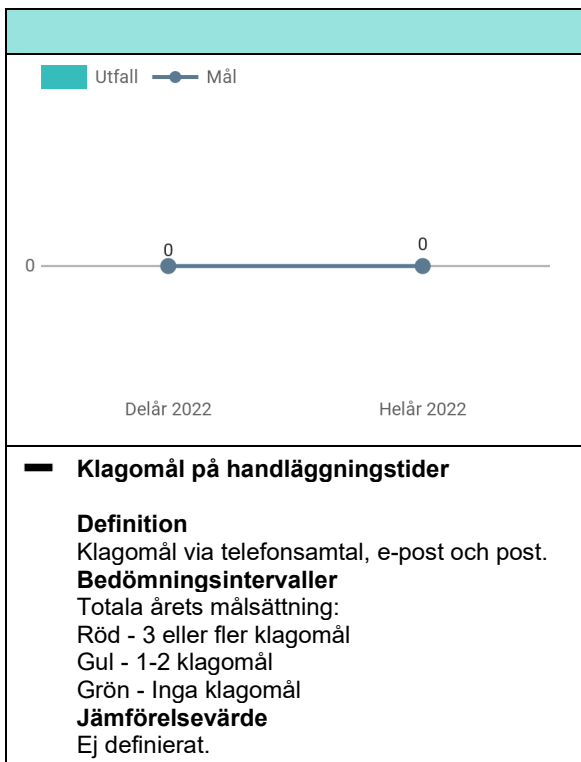 Utfall Mål
0 0
0
Delår 2022 Helår 2022
Klagomål på handläggningstider
Definition
Klagomål via telefonsamtal, e-post och post.
Bedömningsintervaller
Totala årets målsättning:
Röd - 3 eller fler klagomål
Gul - 1-2 klagomål
Grön - Inga klagomål
Jämförelsevärde
Ej definierat.